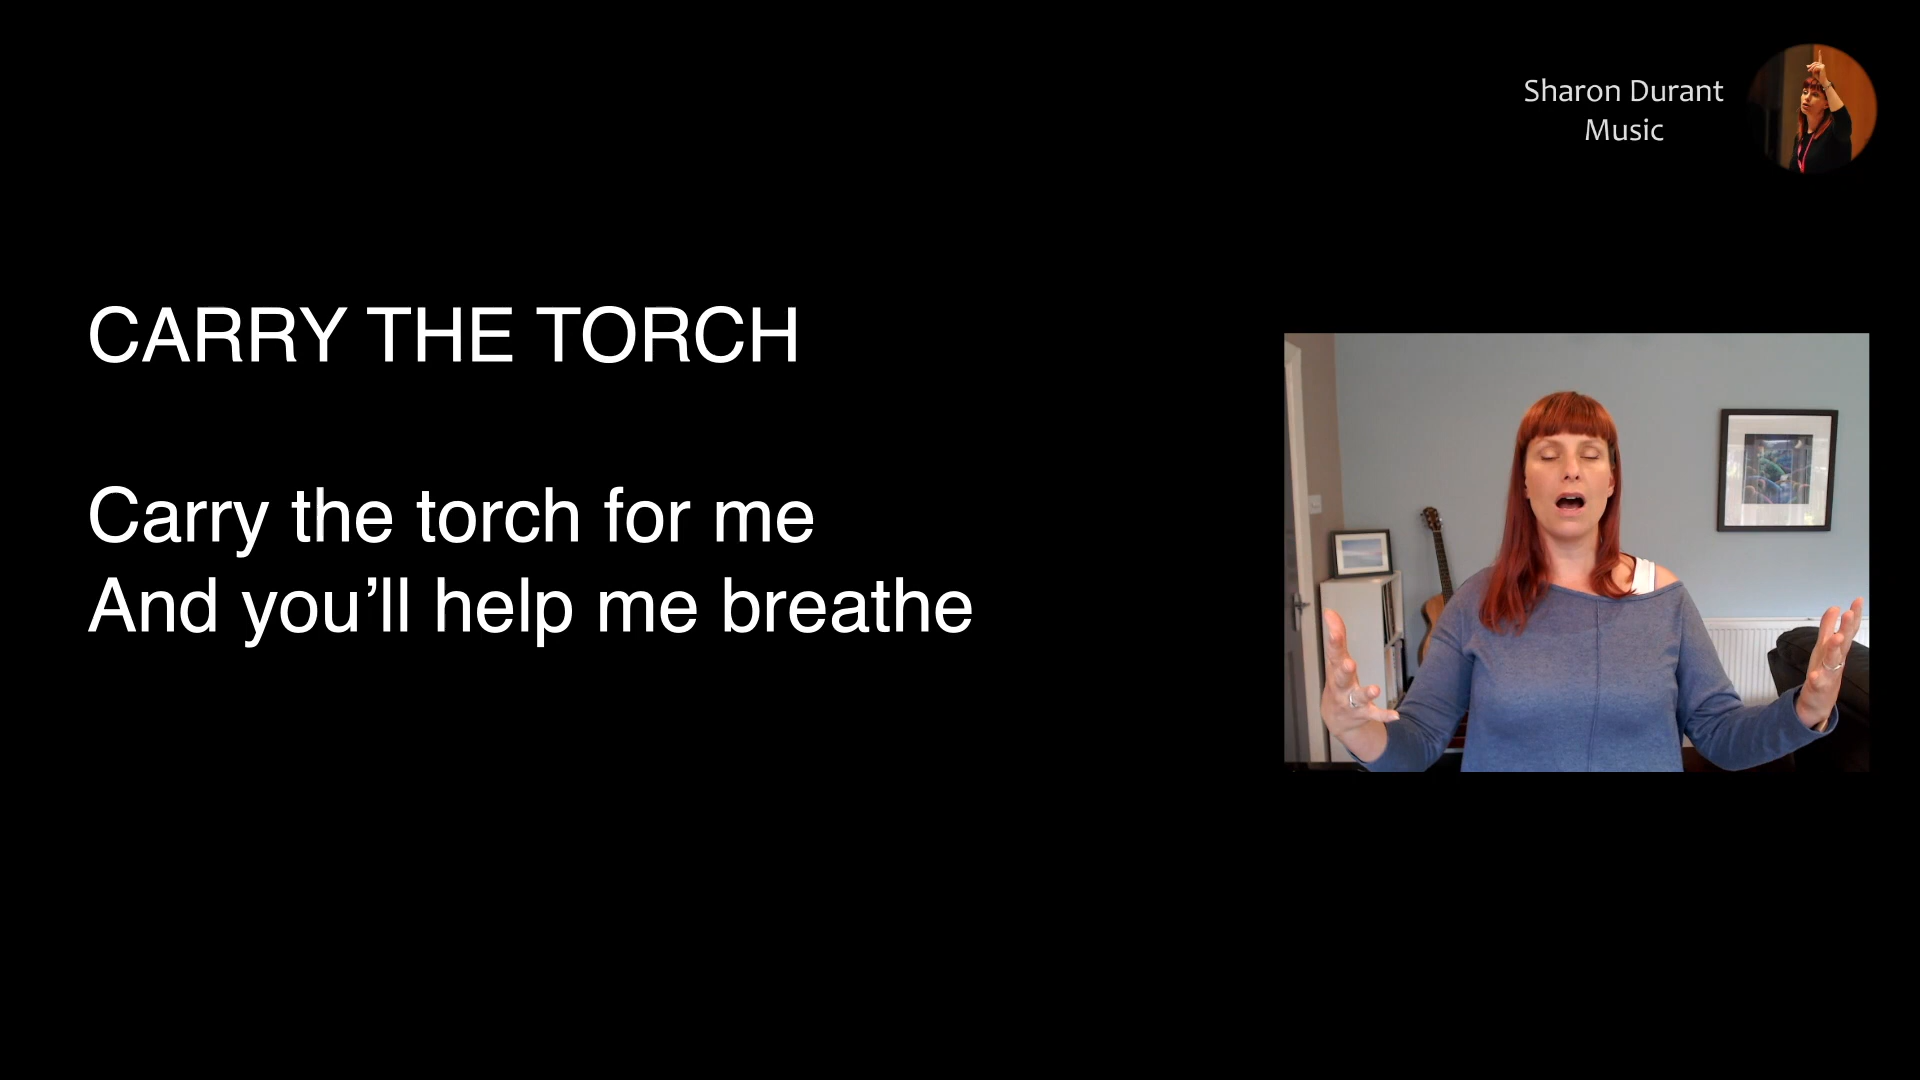 Sharon Durant
Music
CARRY THE TORCH
Carry the torch for me
And you’ll help me breathe